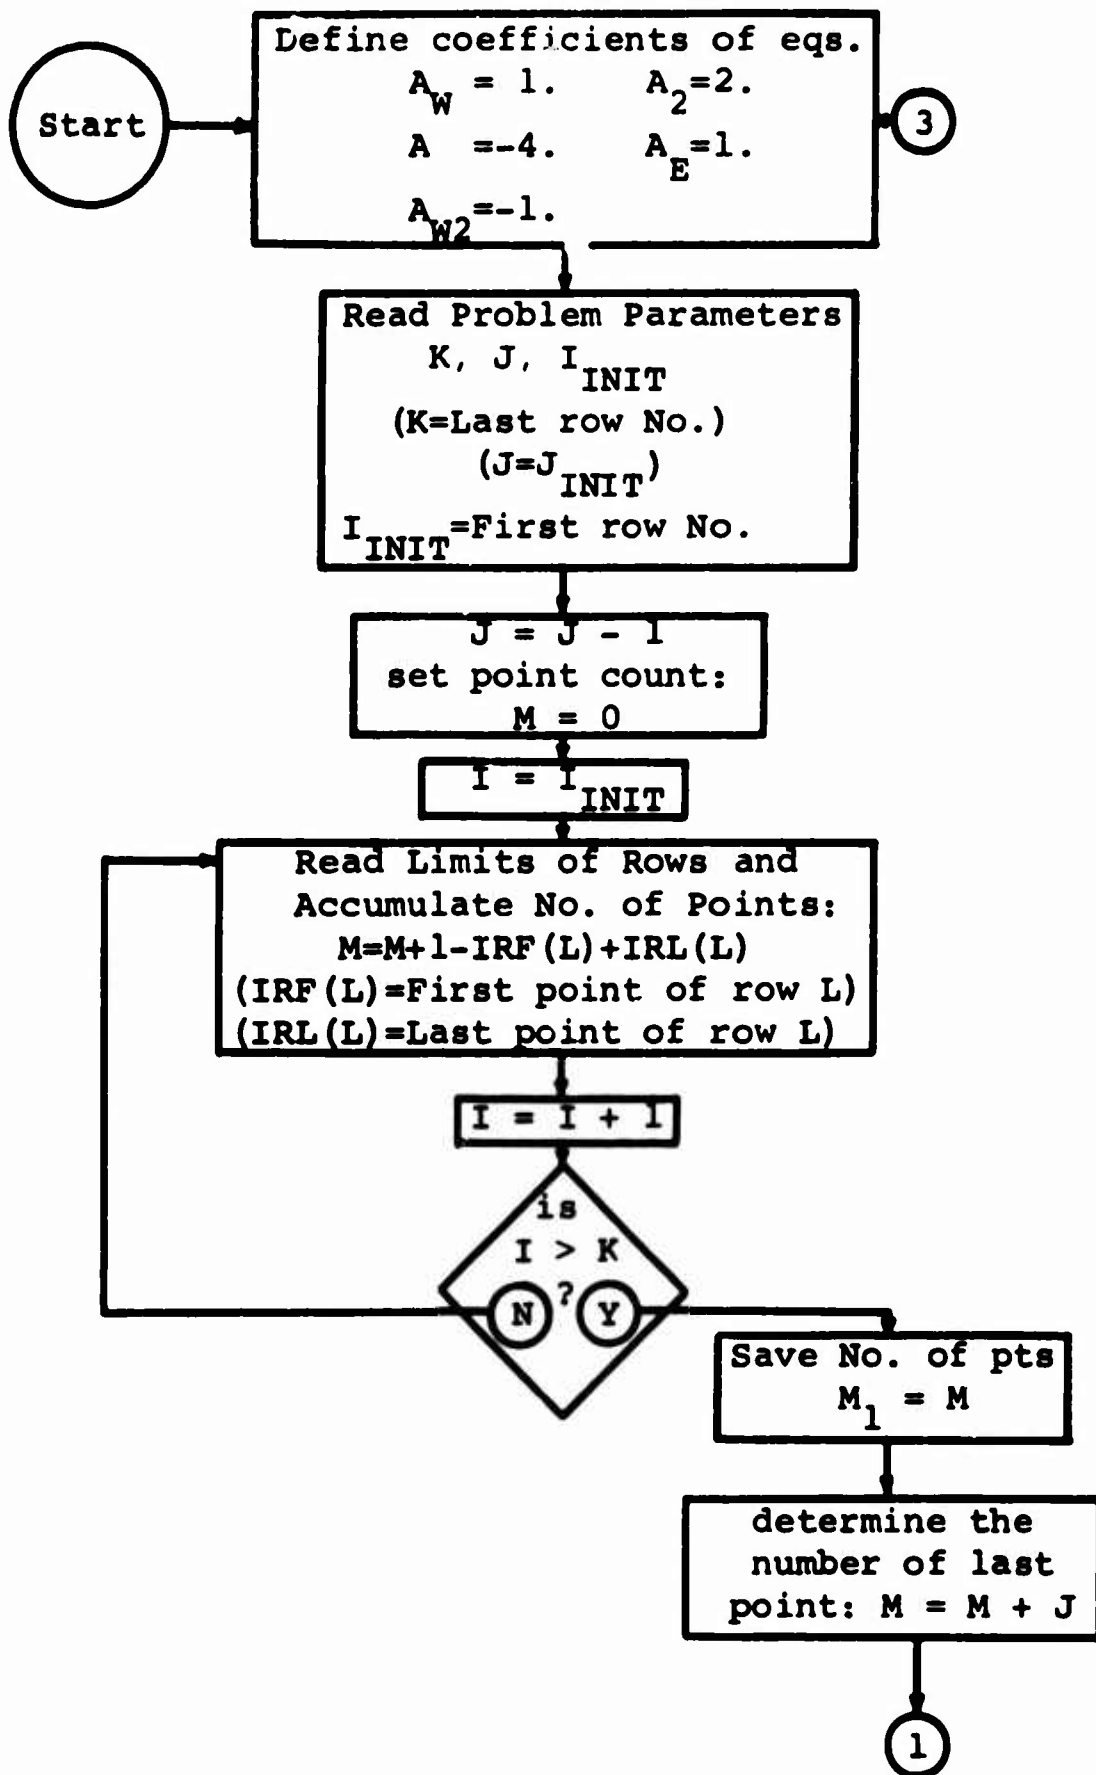 Define coefficients of eqs.
A_W = 1. A_2=2.
Start
3
A =-4. A_E=1.
A_W2=-1.
Read Problem Parameters
K, J, I_INIT
(K=Last row No.)
(J=J_INIT)
I_INIT=First row No.
J = J - 1
set point count:
M = 0
I = I_INIT
Read Limits of Rows and
Accumulate No. of Points:
M=M+1-IRF(L)+IRL(L)
(IRF(L)=First point of row L)
(IRL(L)=Last point of row L)
I = I + 1
is
I > K
?
N
Y
Save No. of pts
M_1 = M
determine the
number of last
point: M = M + J
1